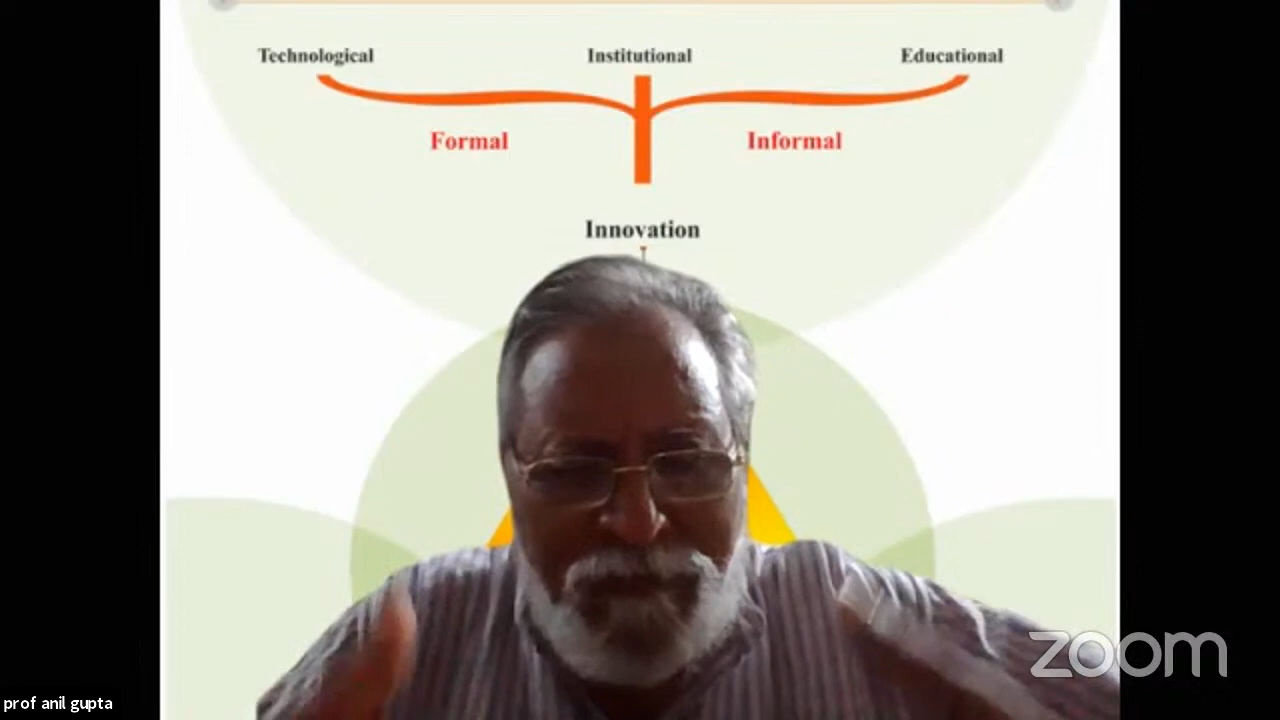 Technological Institutional Educational
Formal Informal
Innovation
zoom
prof anil gupta